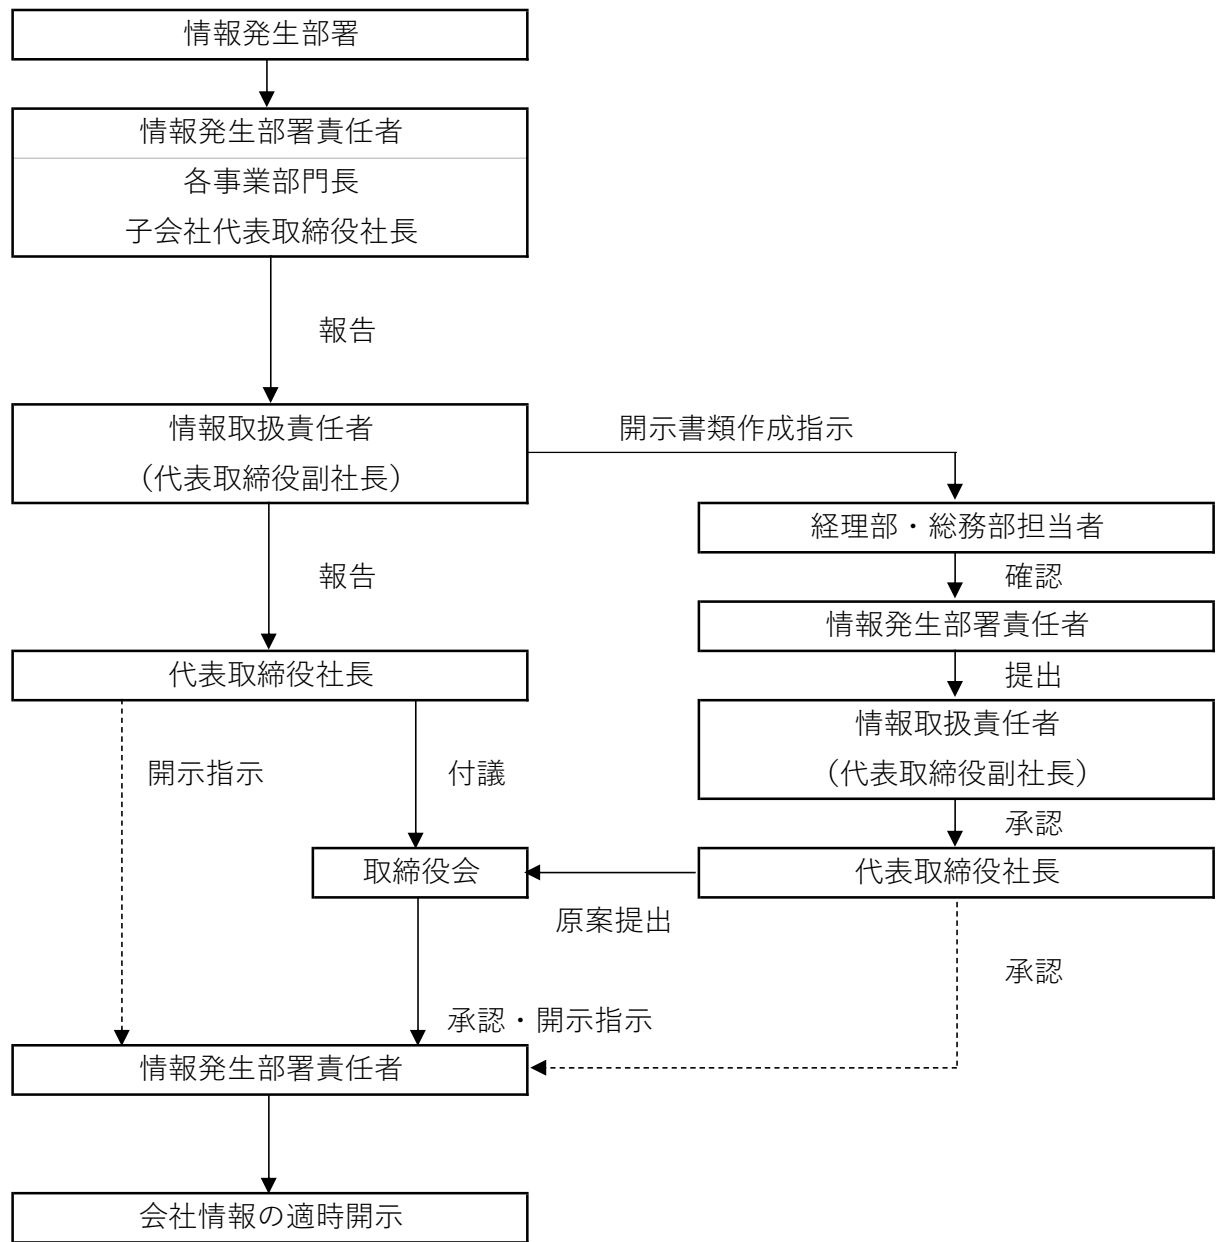 情報発生部署
情報発生部署責任者
各事業部門長
子会社代表取締役社長
報告
情報取扱責任者
（代表取締役副社長）
開示書類作成指示
経理部・総務部担当者
確認
報告
情報発生部署責任者
提出
代表取締役社長
情報取扱責任者
（代表取締役副社長）
開示指示
付議
承認
取締役会
代表取締役社長
原案提出
承認
承認・開示指示
情報発生部署責任者
会社情報の適時開示